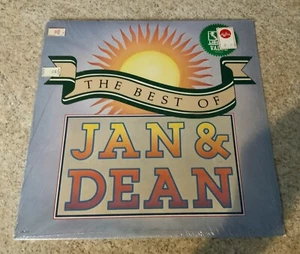 THE BEST OF
JAN &
DEAN